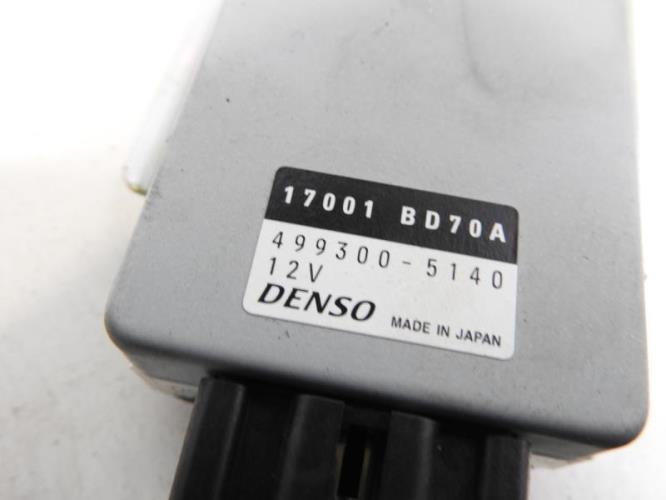 17001 BD70A
499300-5140
12V
DENSO MADE IN JAPAN